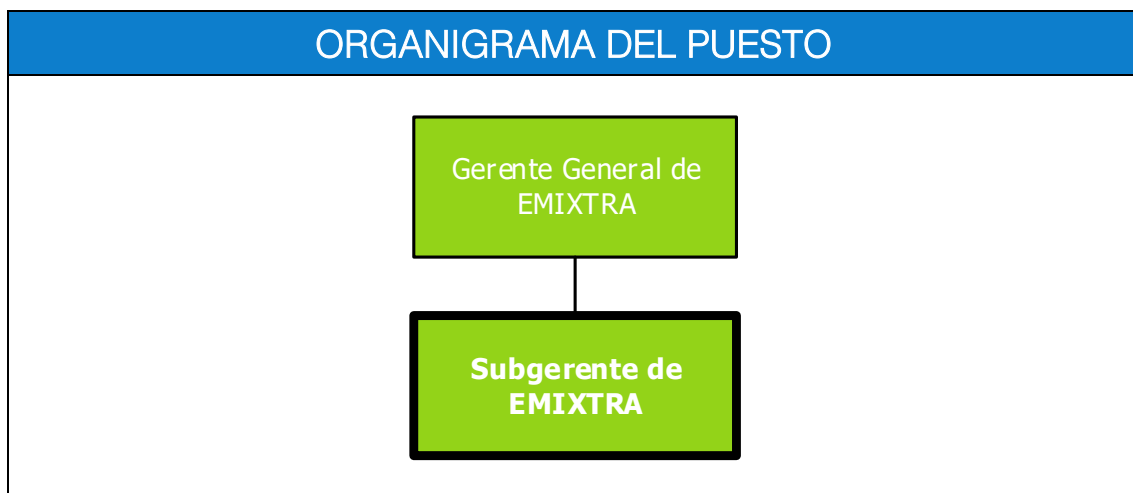 ORGANIGRAMA DEL PUESTO
Gerente General de
EMIXTRA
Subgerente de
EMIXTRA